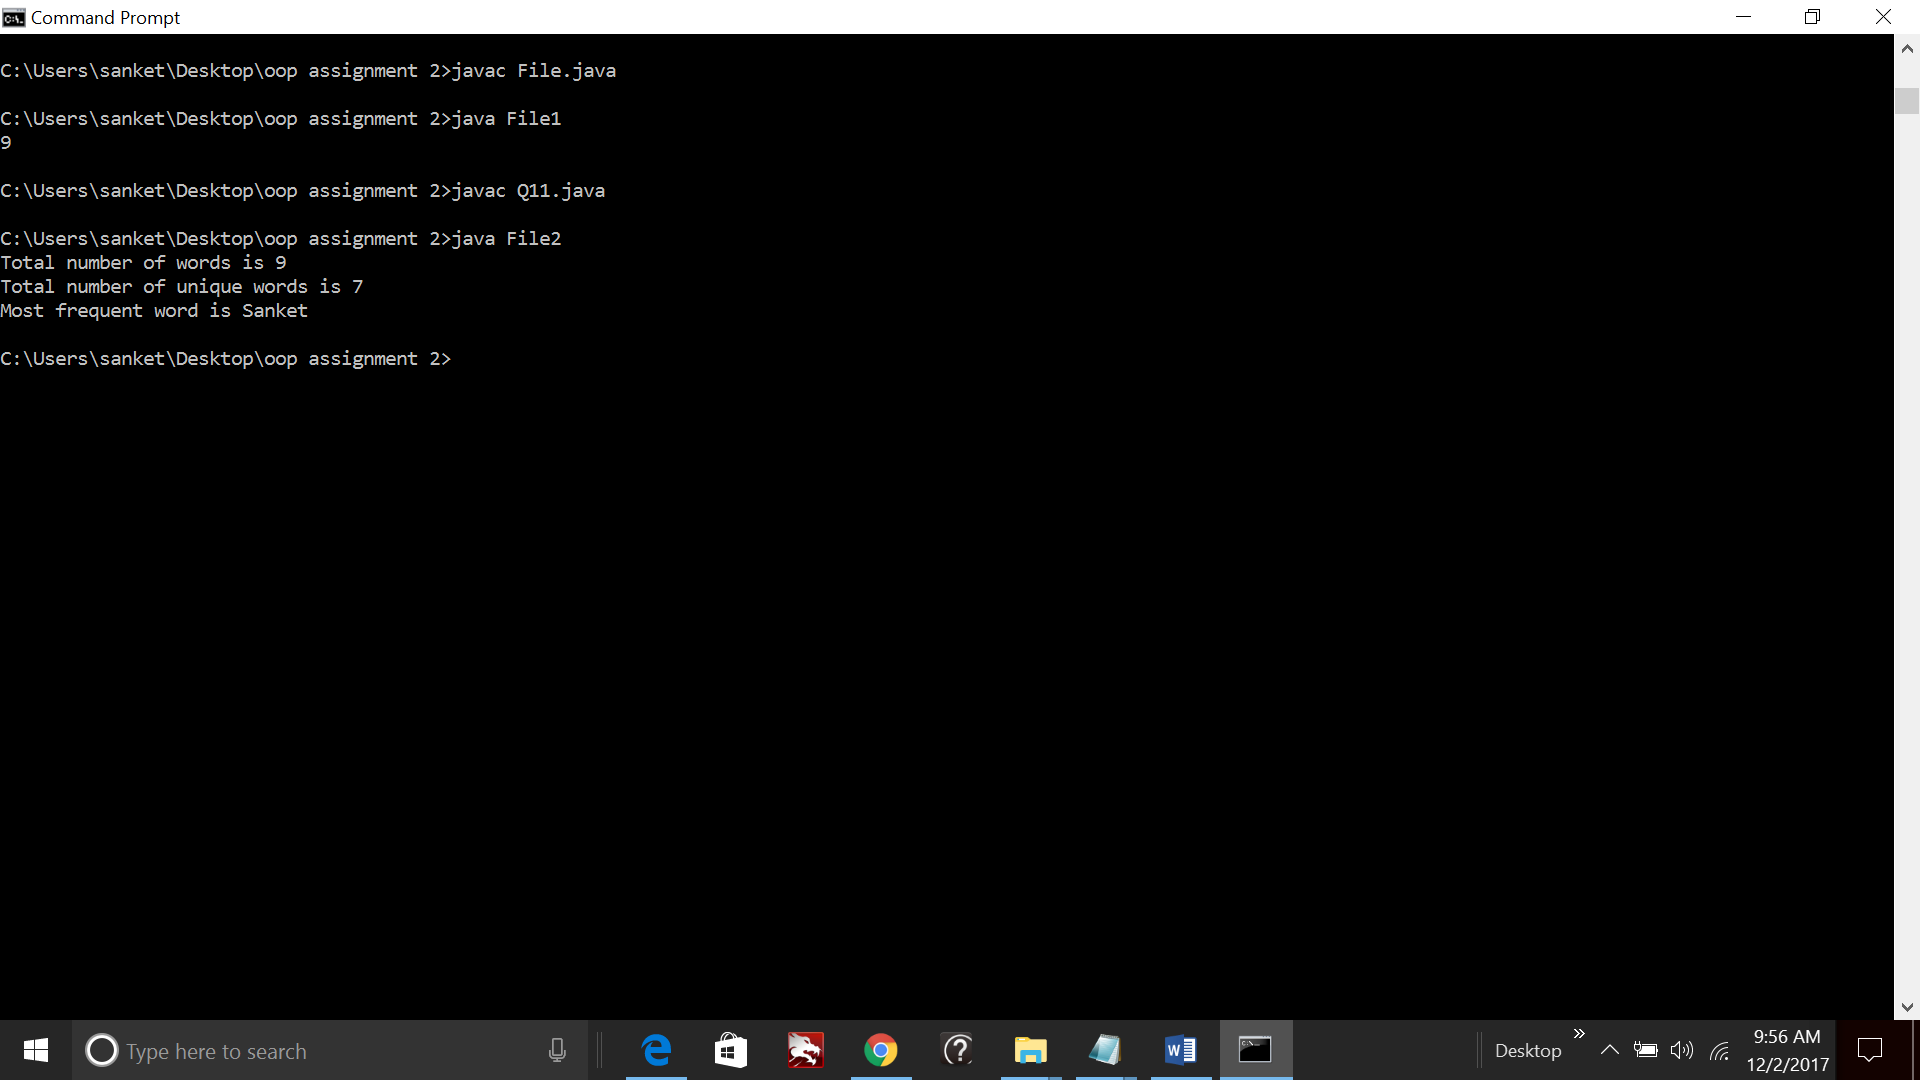 Command Prompt
C:\Users\sanket\Desktop\oop assignment 2>javac File.java
C:\Users\sanket\Desktop\oop assignment 2>java File1
9
C:\Users\sanket\Desktop\oop assignment 2>javac Q11.java
C:\Users\sanket\Desktop\oop assignment 2>java File2
Total number of words is 9
Total number of unique words is 7
Most frequent word is Sanket
C:\Users\sanket\Desktop\oop assignment 2>
Type here to search
Desktop
9:56 AM
12/2/2017